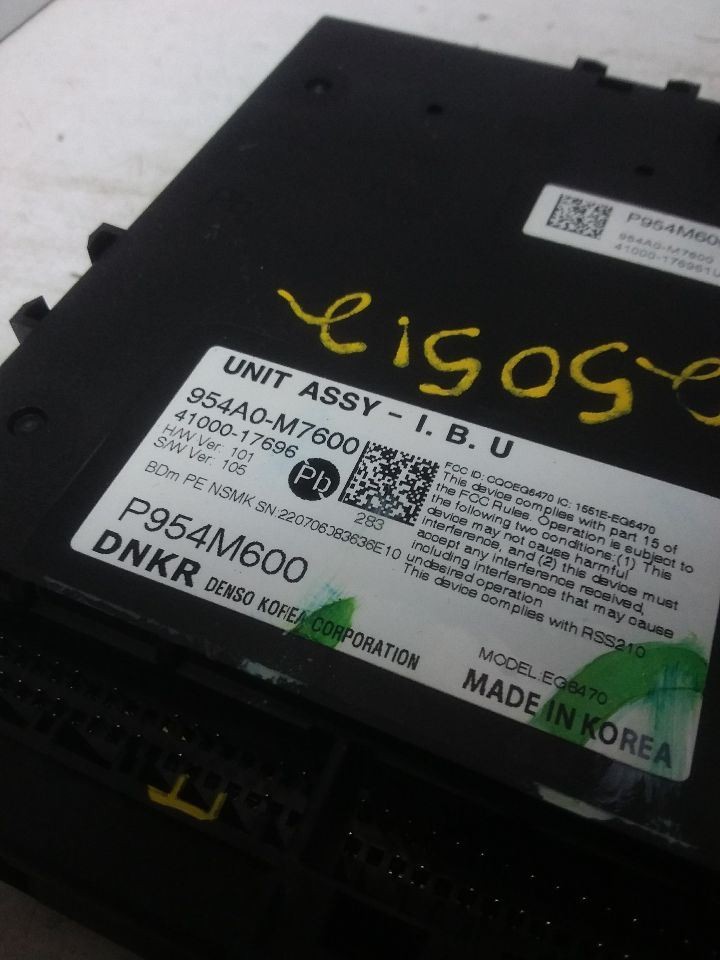 P954M600
954A0-M7600
41000-17696
UNIT ASSY - I. B. U
954A0-M7600
41000-17696
H/W Ver: 101
S/W Ver: 105
Pb
283
BDm PE NSMK SN:220706J83636E10
P954M600
DNKR DENSO KOREA CORPORATION
FCC ID: CQOEG6470 IC: 1551E-EG6470
This device complies with part 15 of
the FCC Rules. Operation is subject to
the following two conditions:(1) This
device may not cause harmful
interference, and (2) this device must
accept any interference received,
including interference that may cause
undesired operation
This device complies with RSS210
MODEL:EG6470
MADE IN KOREA